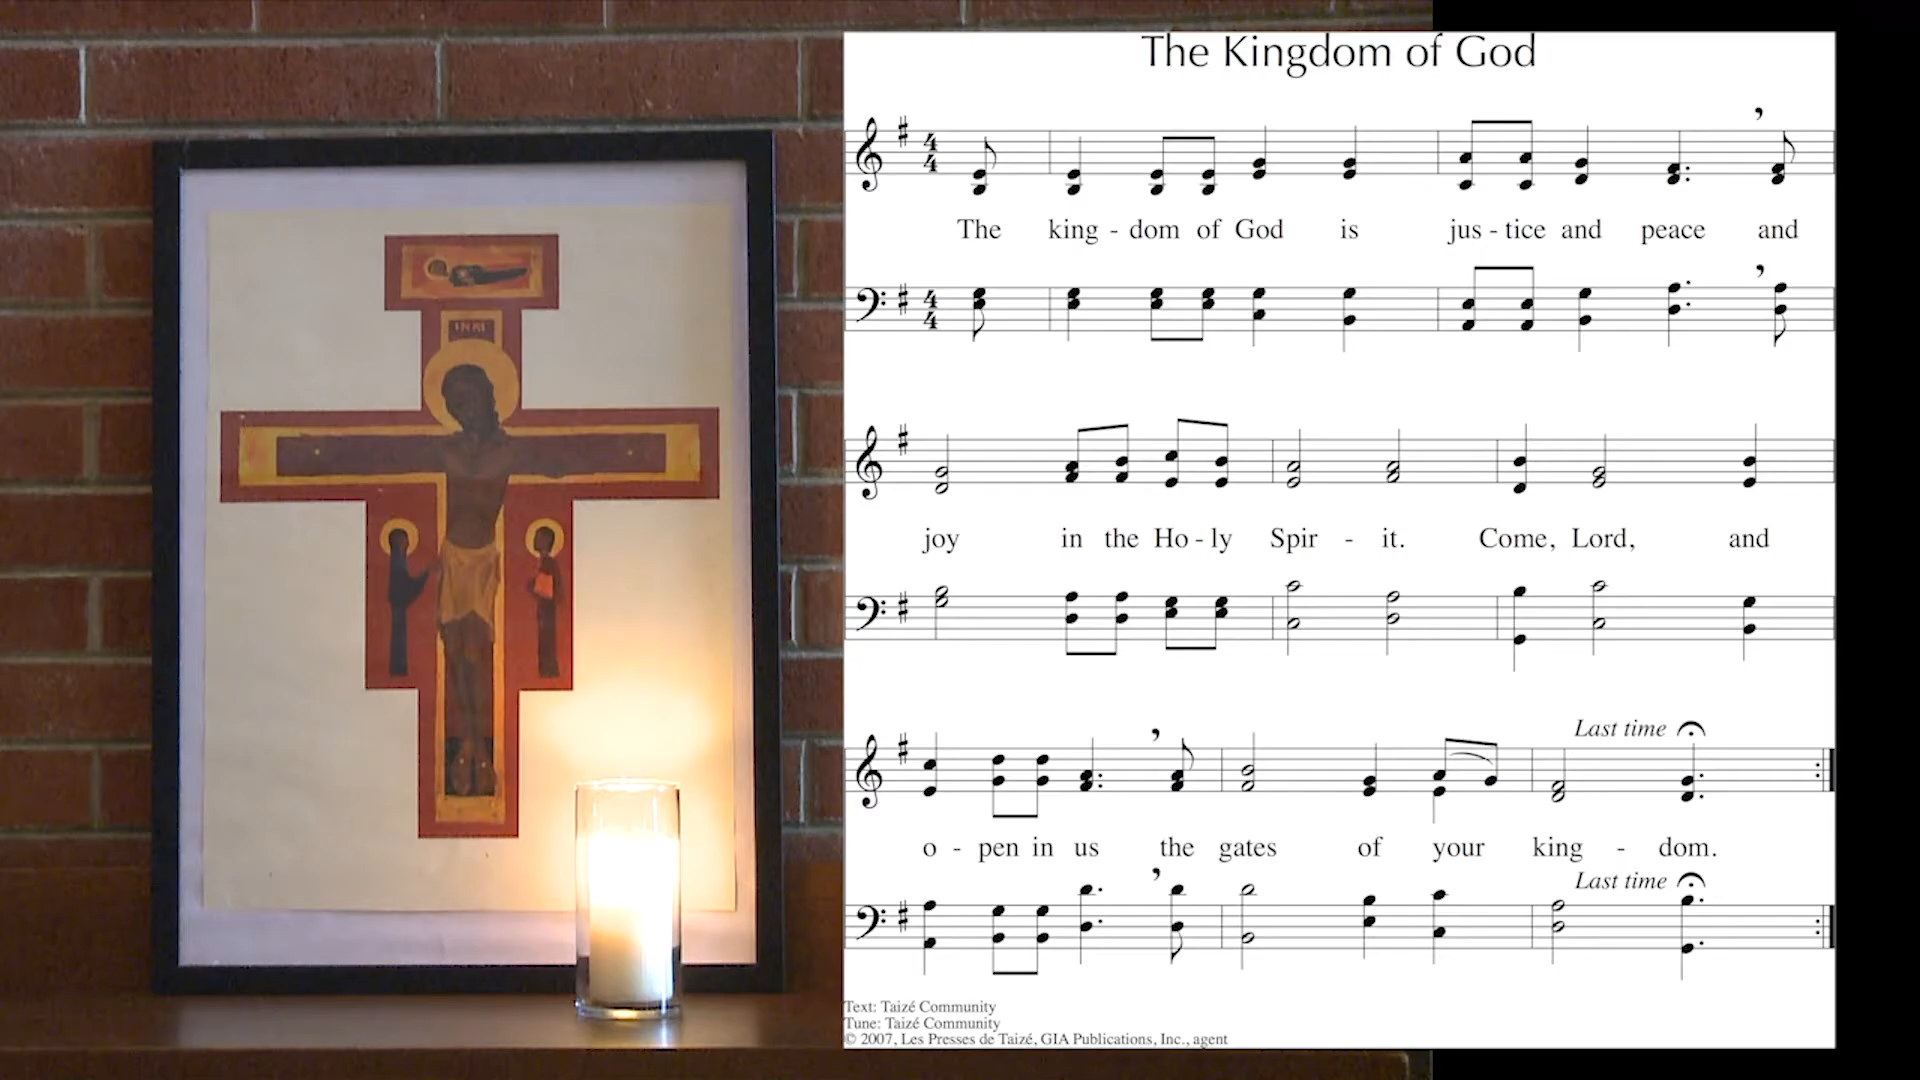 INRI
The Kingdom of God
The king - dom of God is jus - tice and peace and
joy in the Ho - ly Spir - it. Come, Lord, and
Last time
o - pen in us the gates of your king - dom.
Last time
Text: Taizé Community
Tune: Taizé Community
© 2007, Les Presses de Taizé, GIA Publications, Inc., agent